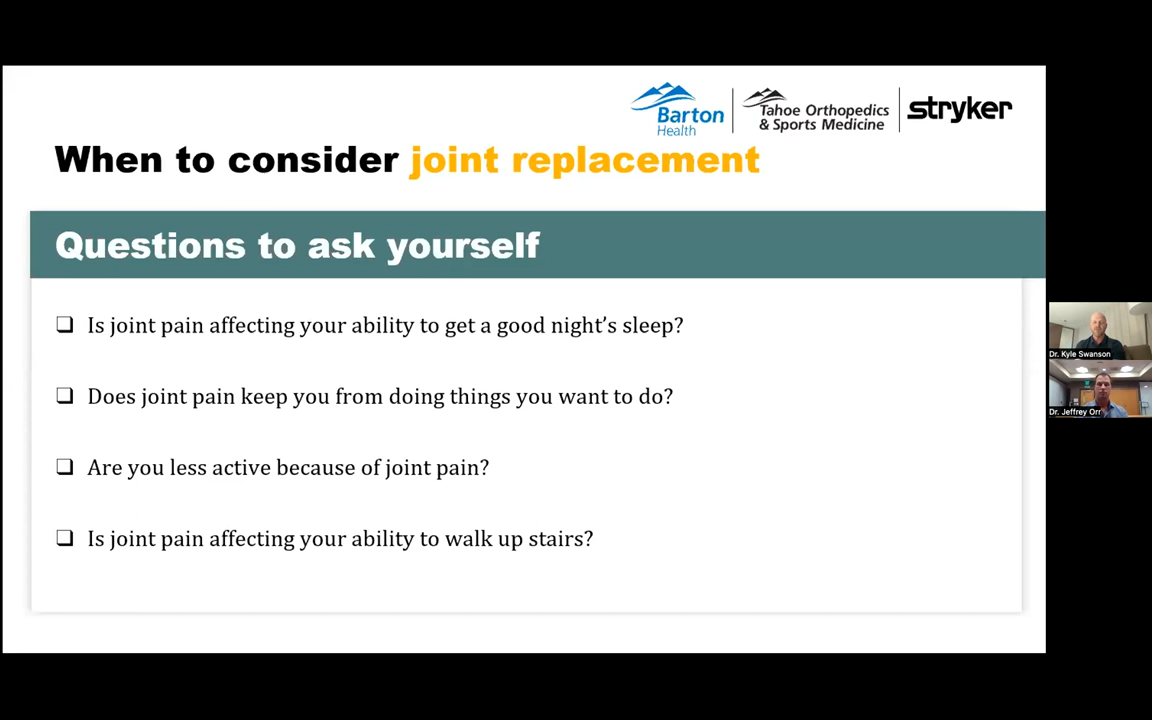 Barton
Health
Tahoe Orthopedics
& Sports Medicine
stryker
When to consider joint replacement
Questions to ask yourself
❑ Is joint pain affecting your ability to get a good night’s sleep?
❑ Does joint pain keep you from doing things you want to do?
❑ Are you less active because of joint pain?
❑ Is joint pain affecting your ability to walk up stairs?
Dr. Kyle Swanson
Dr. Jeffrey Orr